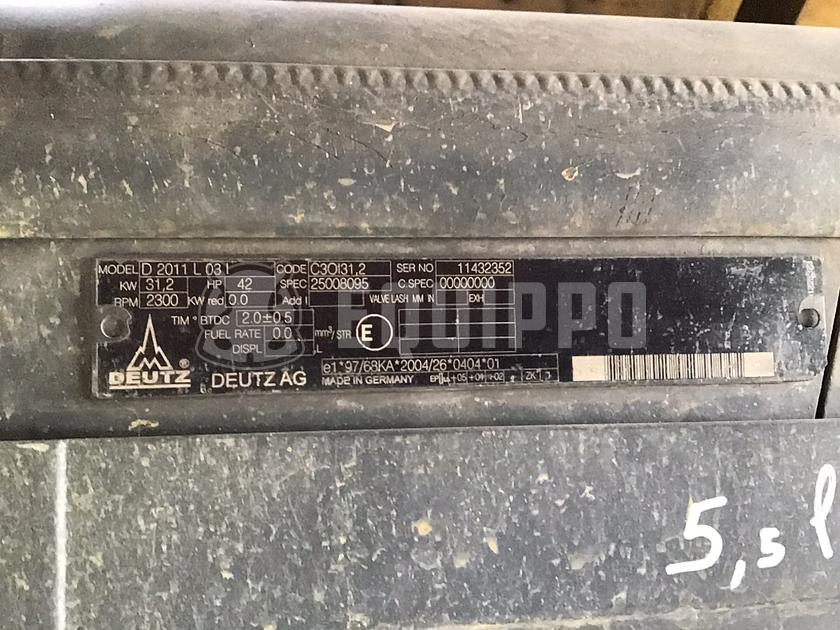 MODEL D 2011 L 03 I CODE C3OI31,2 SER NO 11432352
KW 31,2 HP 42 SPEC 25008095 C.SPEC 00000000
RPM 2300 KW red. 0.0 Add I VALVE LASH MM IN EXH
TIM ° BTDC 2.0±0.5
FUEL RATE 0.0 mm³/STR E
DISPL L
DEUTZ ® DEUTZ AG e1*97/68KA*2004/26*0404*01
MADE IN GERMANY
EQUIPPO
5,5 l